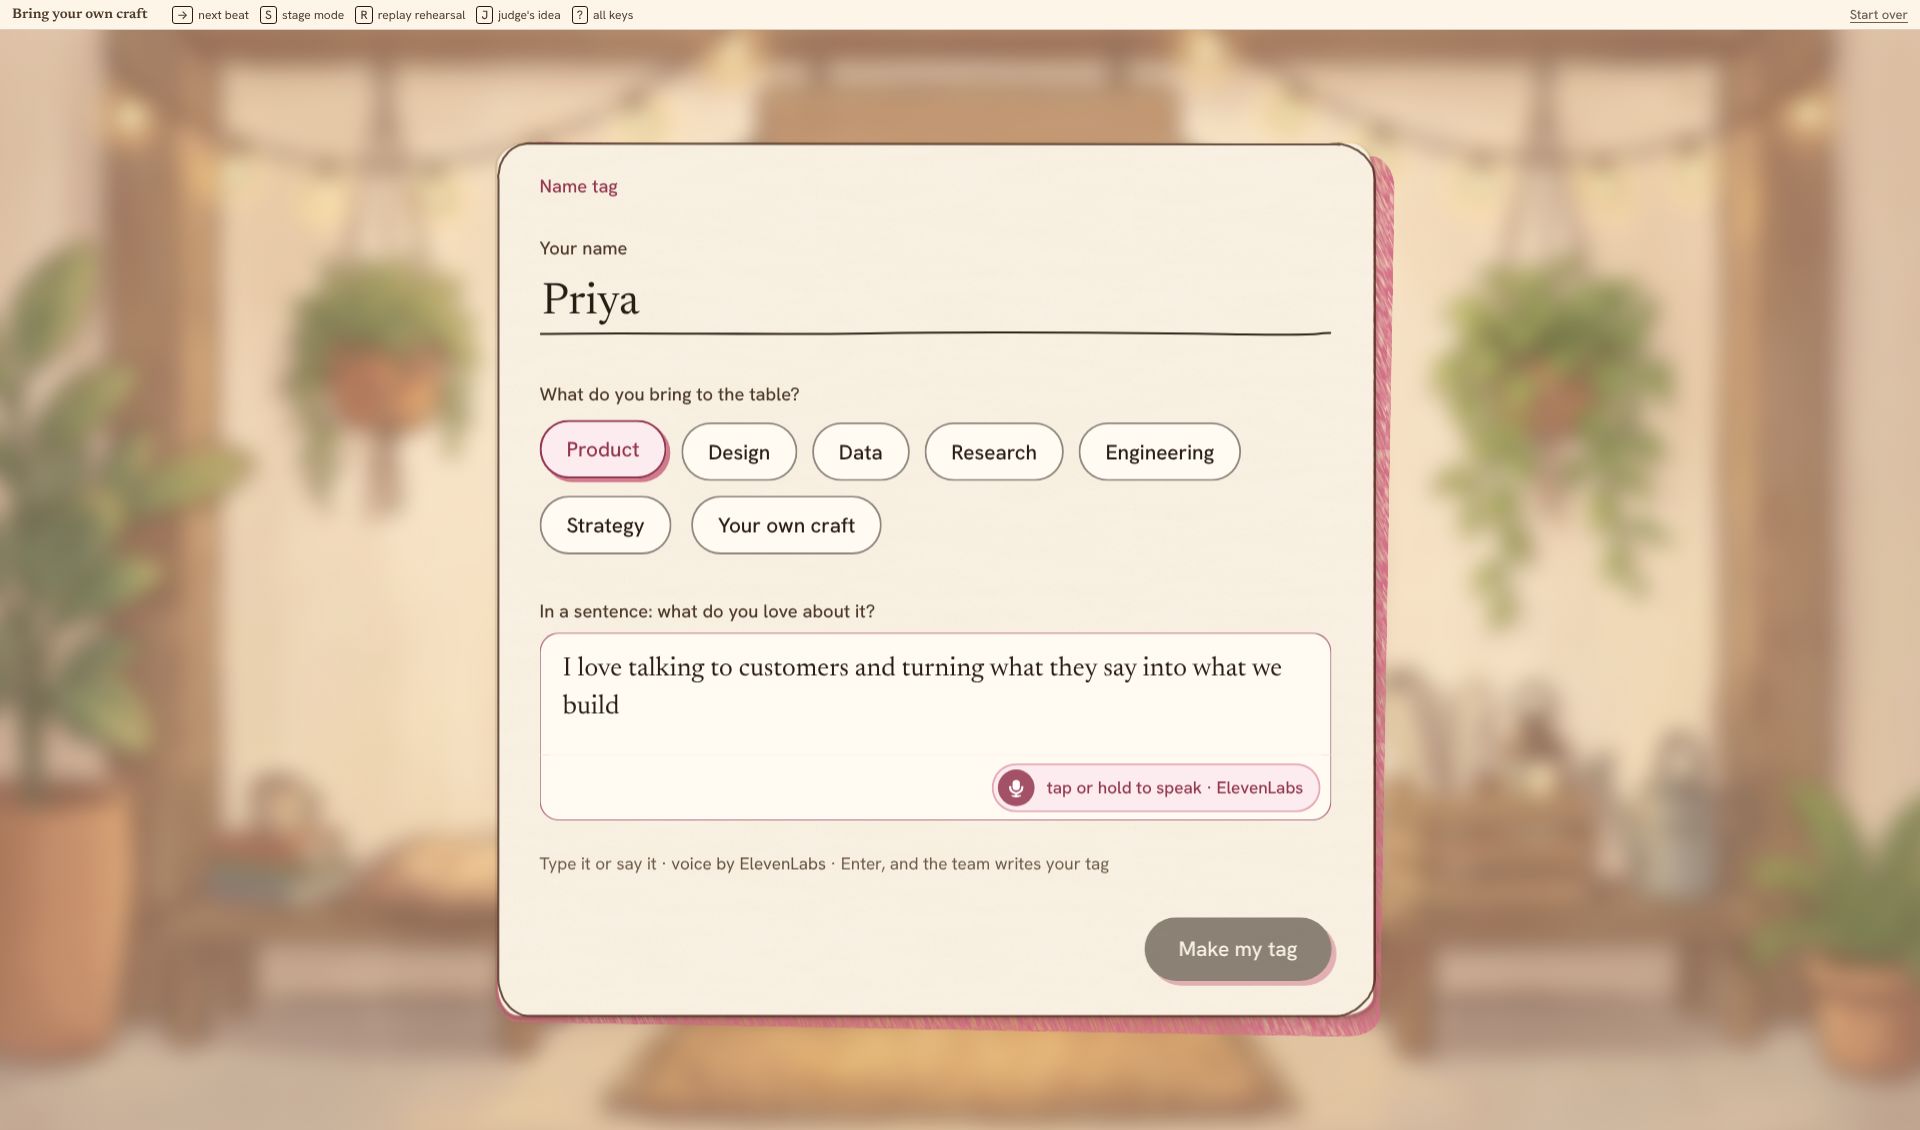 Bring your own craft → next beat S stage mode R replay rehearsal J judge's idea ? all keys Start over
Name tag
Your name
Priya
What do you bring to the table?
Product Design Data Research Engineering
Strategy Your own craft
In a sentence: what do you love about it?
I love talking to customers and turning what they say into what we
build
tap or hold to speak · ElevenLabs
Type it or say it · voice by ElevenLabs · Enter, and the team writes your tag
Make my tag